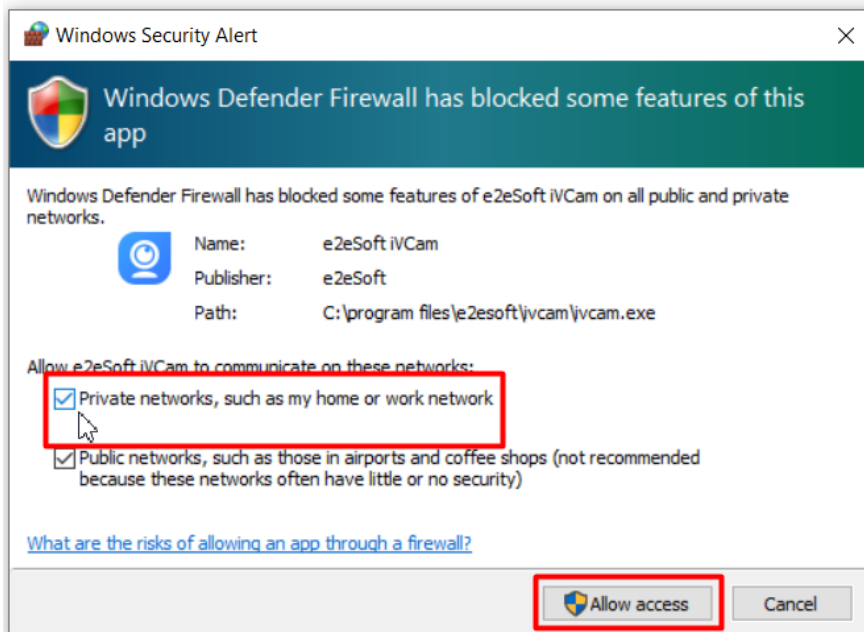 Windows Security Alert
Windows Defender Firewall has blocked some features of this
app
Windows Defender Firewall has blocked some features of e2eSoft iVCam on all public and private
networks.
Name: e2eSoft iVCam
Publisher: e2eSoft
Path: C:\program files\e2esoft\ivcam\ivcam.exe
Allow e2eSoft iVCam to communicate on these networks:
Private networks, such as my home or work network
Public networks, such as those in airports and coffee shops (not recommended
because these networks often have little or no security)
What are the risks of allowing an app through a firewall?
Allow access Cancel